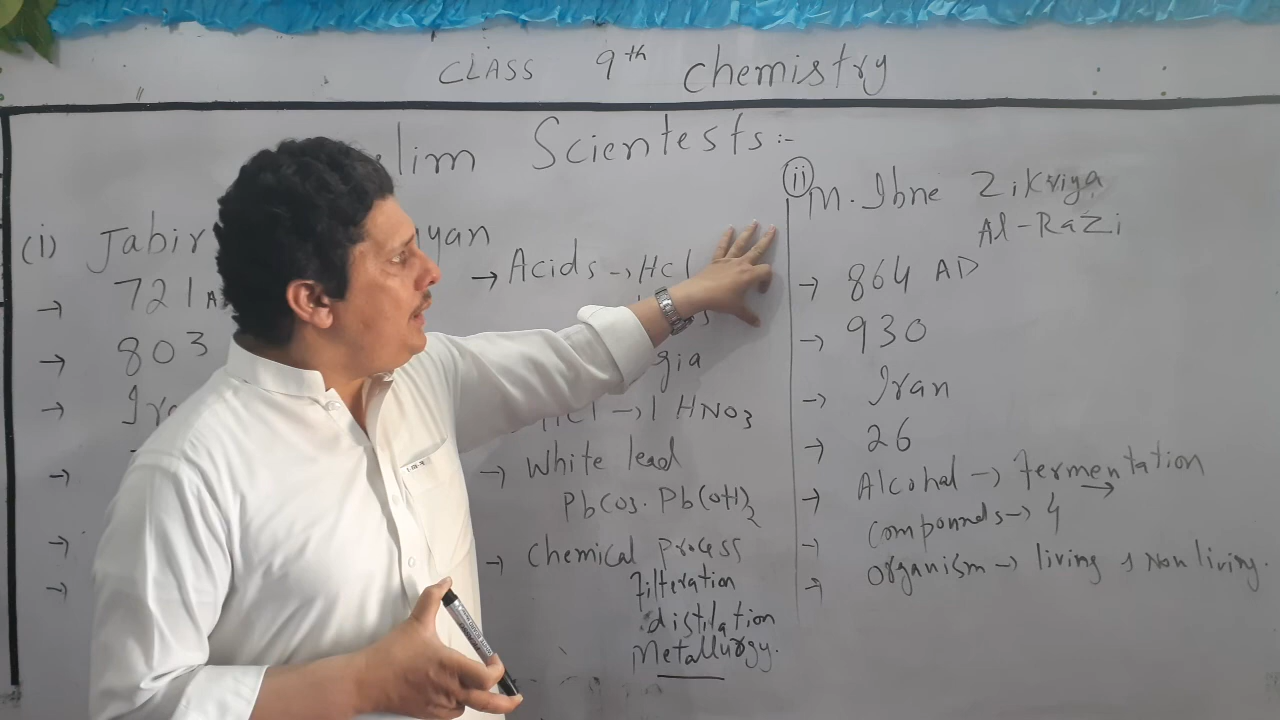 CLASS 9th Chemistry
lim Scientests:-
(i) Jabir yan
→ 721 A
→ 803
→ Ira
→
→
→
→ Acids → HCl
gia
HCl → 1 HNO3
→ White lead
PbCO3. Pb(OH)2
→ Chemical process
Filteration
distilation
Metallurgy.
(ii) M. Ibne Zikriya
Al-Razi
→ 864 AD
→ 930
→ Iran
→ 26
→ Alcohal → fermentation
→ Compounds → 4
→ organism → living , Non living.